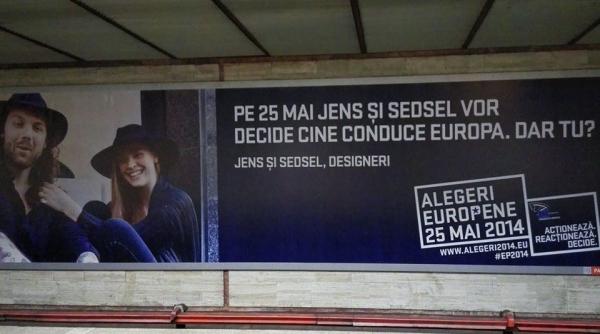 PE 25 MAI JENS ȘI SEDSEL VOR
DECIDE CINE CONDUCE EUROPA. DAR TU?
JENS ȘI SEDSEL, DESIGNERI
ALEGERI
EUROPENE
25 MAI 2014
WWW.ALEGERI2014.EU
#EP2014
ACȚIONEAZĂ.
REACȚIONEAZĂ.
DECIDE.